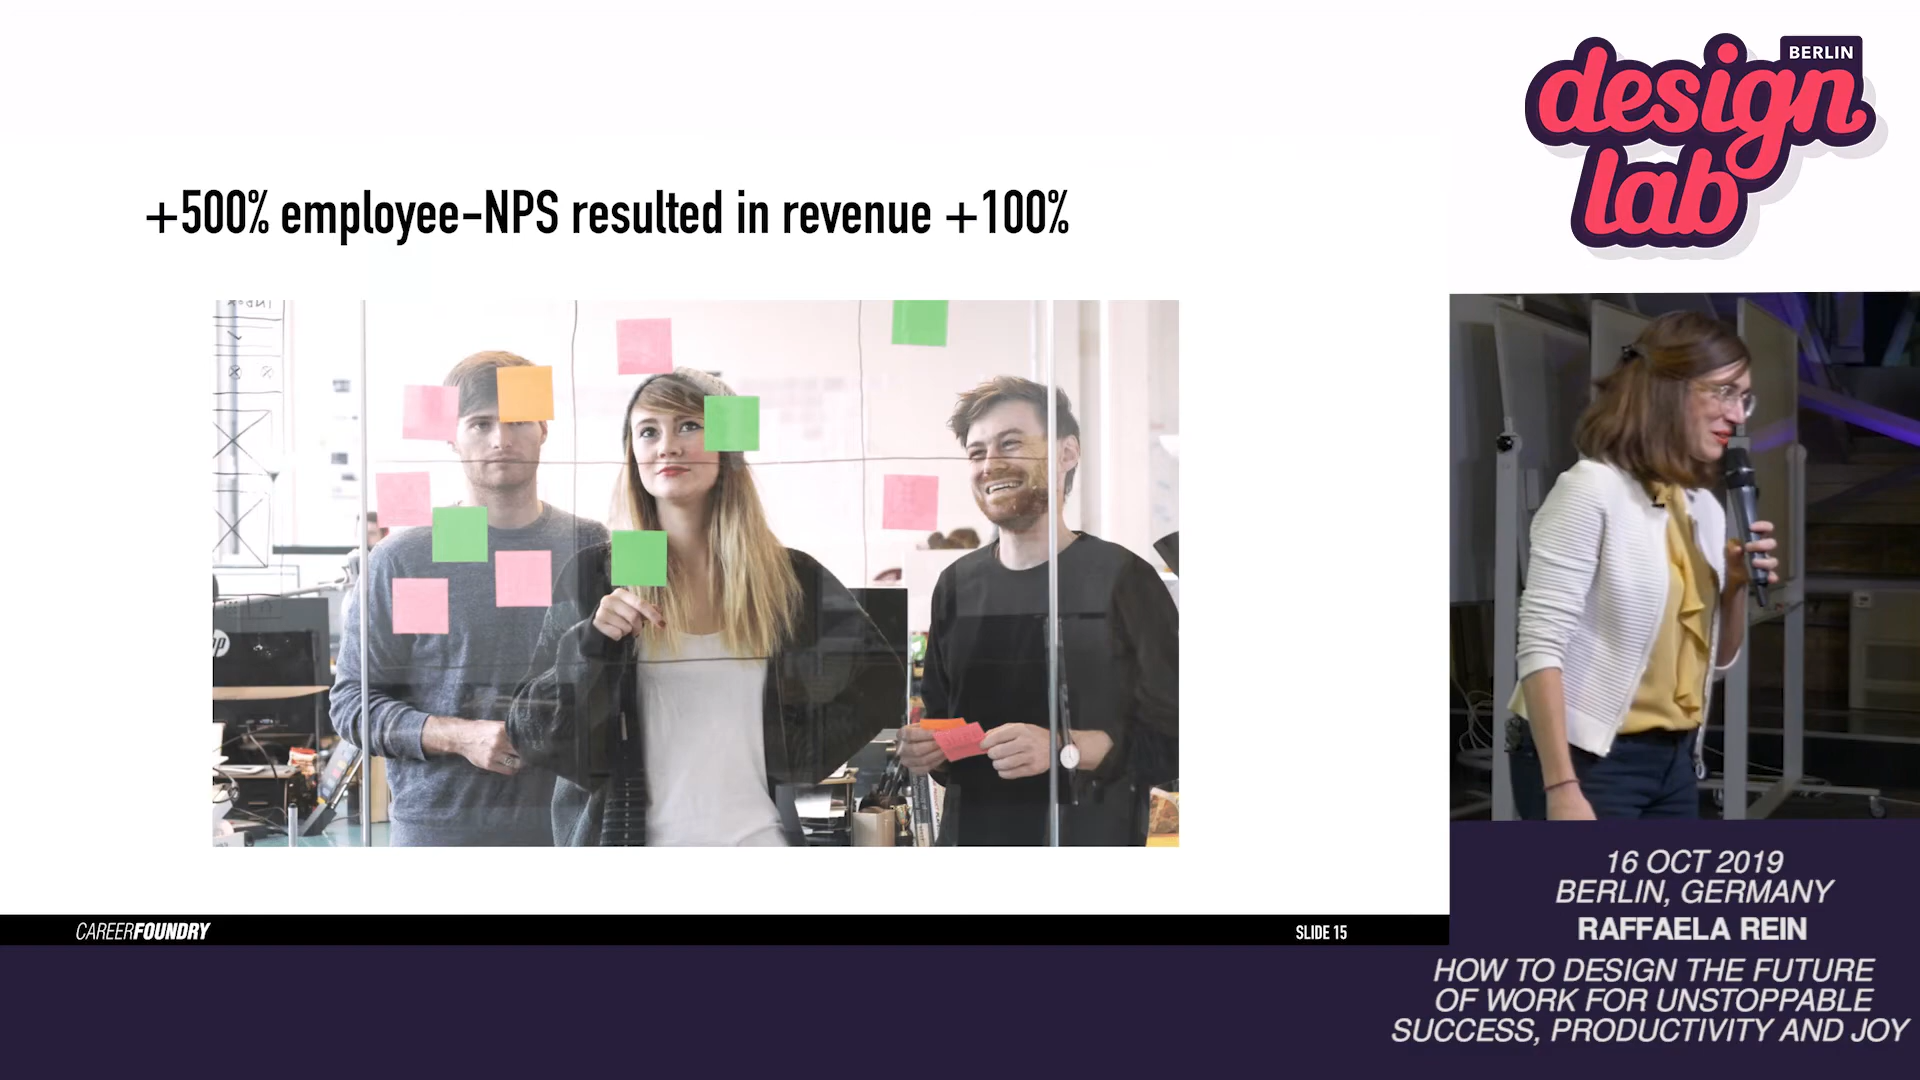 BERLIN
design
lab
+500% employee-NPS resulted in revenue +100%
hp
CAREERFOUNDRY
SLIDE 15
16 OCT 2019
BERLIN, GERMANY
RAFFAELA REIN
HOW TO DESIGN THE FUTURE
OF WORK FOR UNSTOPPABLE
SUCCESS, PRODUCTIVITY AND JOY